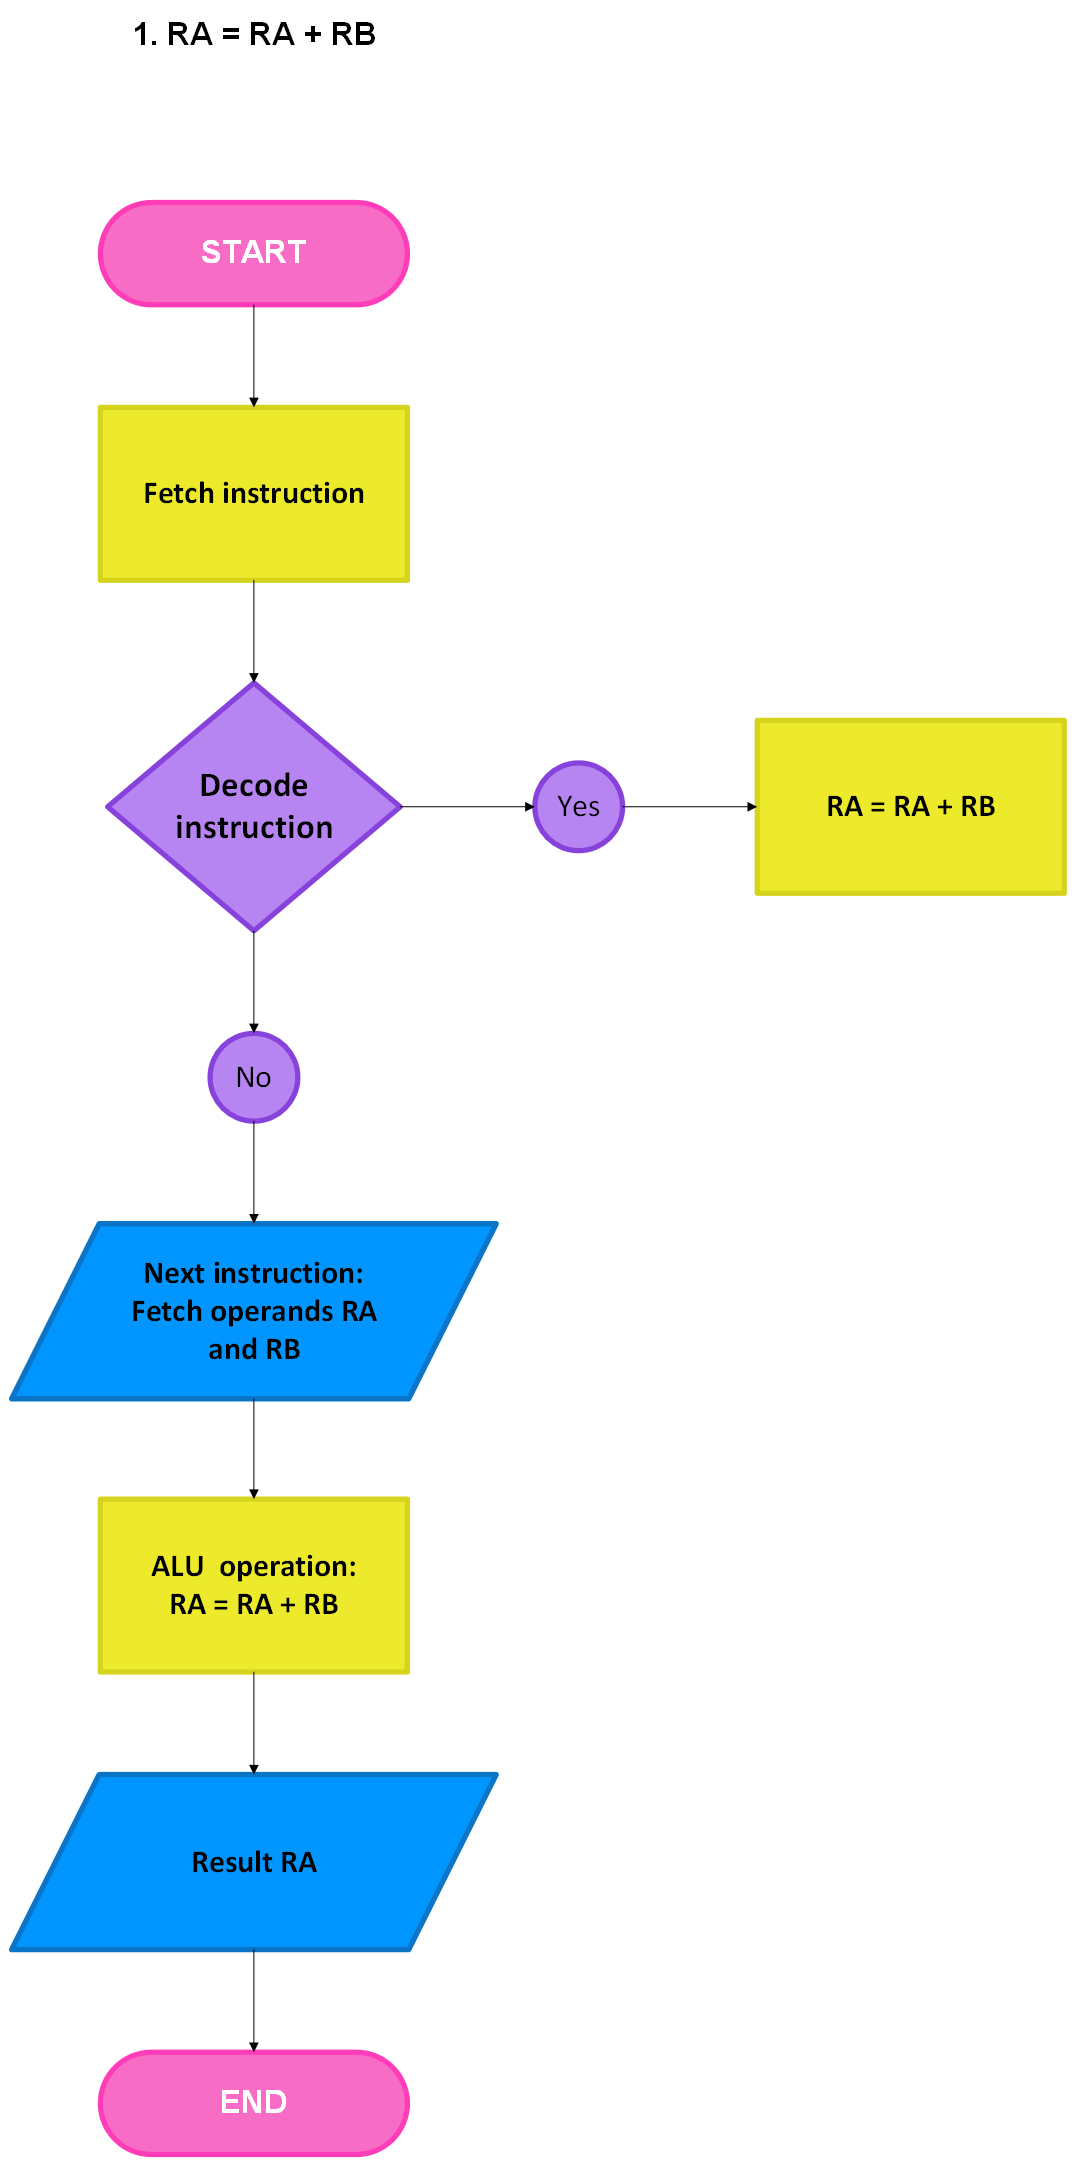 1. RA = RA + RB
START
Fetch instruction
Decode
instruction
Yes
RA = RA + RB
No
Next instruction:
Fetch operands RA
and RB
ALU  operation:
RA = RA + RB
Result RA
END